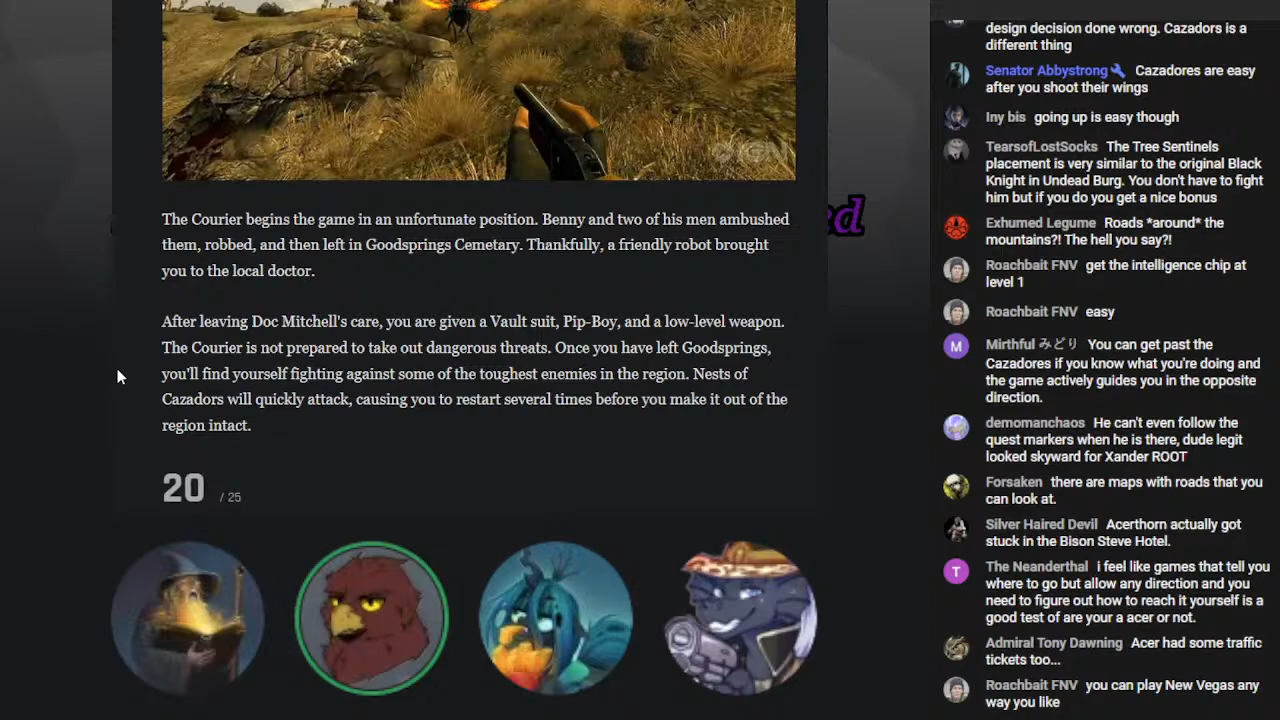 The Courier begins the game in an unfortunate position. Benny and two of his men ambushed
them, robbed, and then left in Goodsprings Cemetary. Thankfully, a friendly robot brought
you to the local doctor.
After leaving Doc Mitchell's care, you are given a Vault suit, Pip-Boy, and a low-level weapon.
The Courier is not prepared to take out dangerous threats. Once you have left Goodsprings,
you'll find yourself fighting against some of the toughest enemies in the region. Nests of
Cazadors will quickly attack, causing you to restart several times before you make it out of the
region intact.
20 / 25
ed
design decision done wrong. Cazadors is a
different thing
Senator Abbystrong Cazadores are easy
after you shoot their wings
Iny bis going up is easy though
TearsofLostSocks The Tree Sentinels
placement is very similar to the original Black
Knight in Undead Burg. You don't have to fight
him but if you do you get a nice bonus
Exhumed Legume Roads *around* the
mountains?! The hell you say?!
Roachbait FNV get the intelligence chip at
level 1
Roachbait FNV easy
M
Mirthful みどり You can get past the
Cazadores if you know what you're doing and
the game actively guides you in the opposite
direction.
demomanchaos He can't even follow the
quest markers when he is there, dude legit
looked skyward for Xander ROOT
Forsaken there are maps with roads that you
can look at.
Silver Haired Devil Acerthorn actually got
stuck in the Bison Steve Hotel.
T
The Neanderthal i feel like games that tell you
where to go but allow any direction and you
need to figure out how to reach it yourself is a
good test of are your a acer or not.
Admiral Tony Dawning Acer had some traffic
tickets too...
Roachbait FNV you can play New Vegas any
way you like